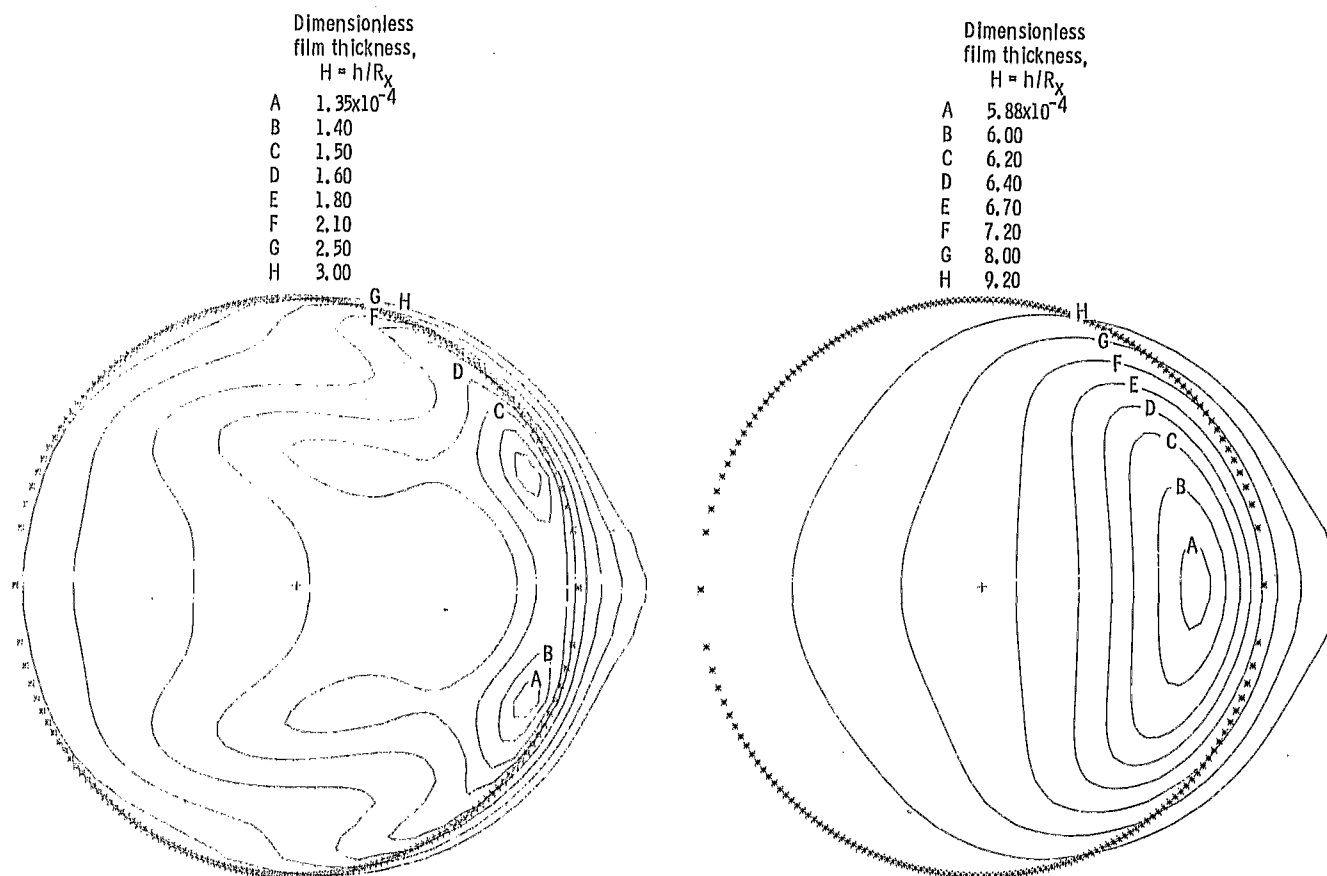 Dimensionless
film thickness,
H = h/Rx
A 1.35x10-4
B 1.40
C 1.50
D 1.60
E 1.80
F 2.10
G 2.50
H 3.00
G H
F
D
C
B
A
Dimensionless
film thickness,
H = h/Rx
A 5.88x10-4
B 6.00
C 6.20
D 6.40
E 6.70
F 7.20
G 8.00
H 9.20
H
G
F
E
D
C
B
A